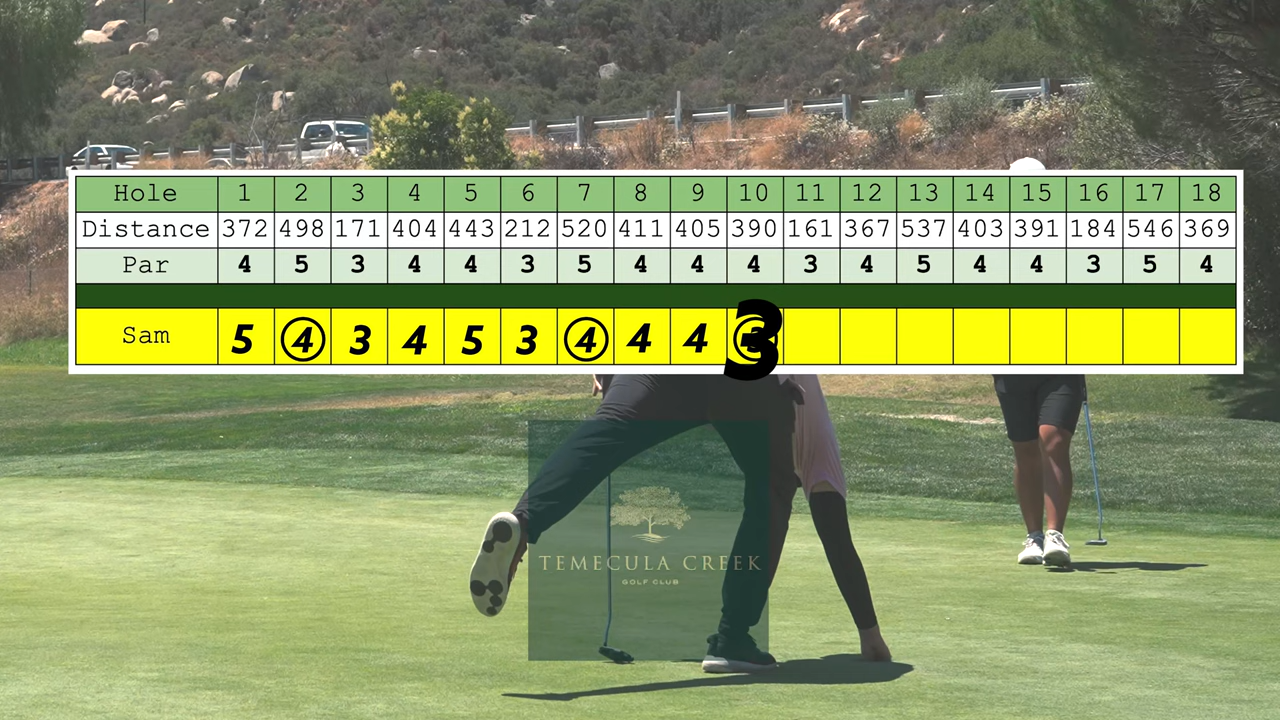 Hole 1 2 3 4 5 6 7 8 9 10 11 12 13 14 15 16 17 18
Distance 372 498 171 404 443 212 520 411 405 390 161 367 537 403 391 184 546 369
Par 4 5 3 4 4 3 5 4 4 4 3 4 5 4 4 3 5 4
Sam 5 4 3 4 5 3 4 4 4 3
TEMECULA CREEK
GOLF CLUB